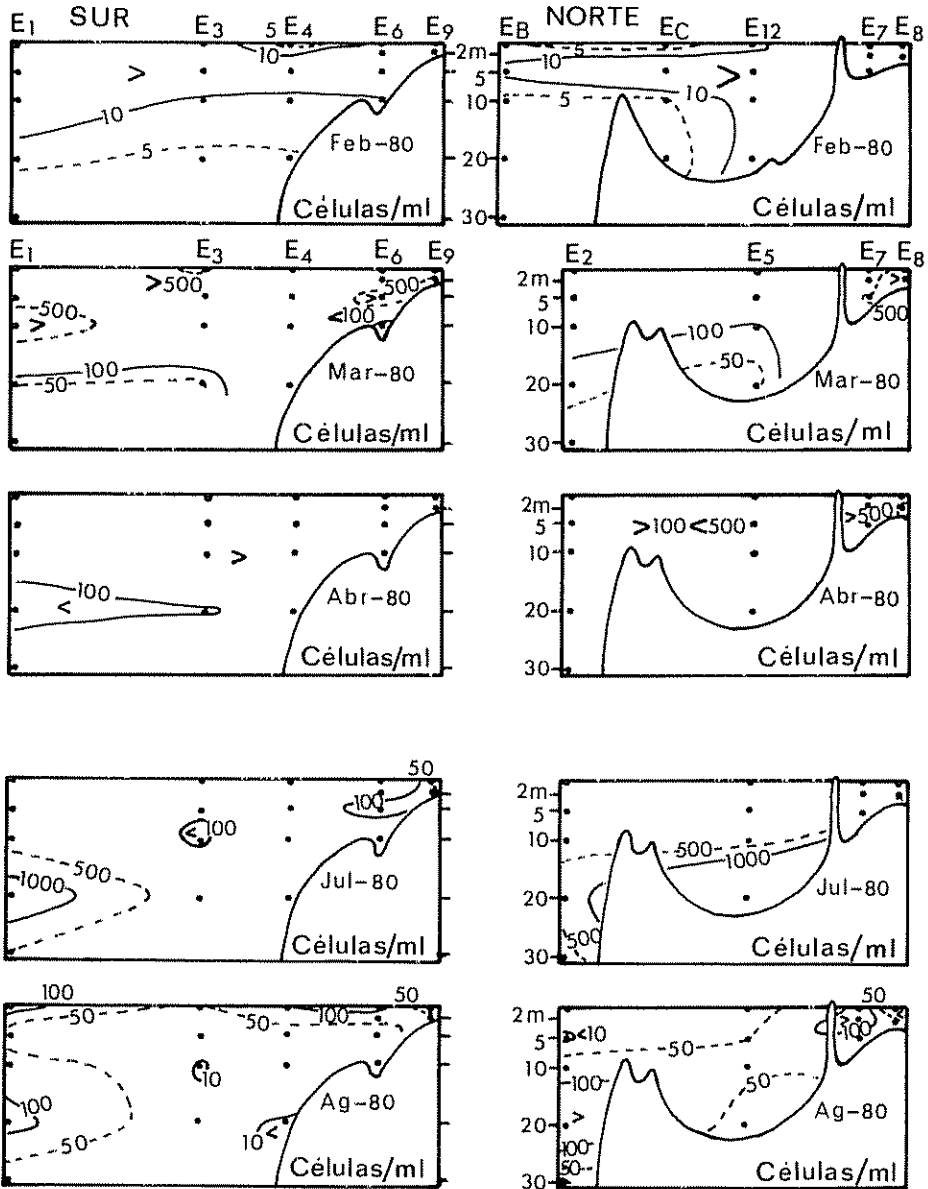 SUR NORTE
E1 E3 5 E4 E6 E9 EB EC E12 E7 E8
10 > 10 5 Feb-80 Células/ml
2m 5 10 20 30
5 10 > 10 5 Feb-80 Células/ml
E1 E3 E4 E6 E9 E2 E5 E7 E8
>500 500 > <100 500 > 100 50 Mar-80 Células/ml
2m 5 10 20 30
100 50 > 500 Mar-80 Células/ml
> 100 < Abr-80 Células/ml
2m 5 10 20 30
>100<500 >500 Abr-80 Células/ml
50 100 <100 500 1000 Jul-80 Células/ml
2m 5 10 20 30
500 1000 500 Jul-80 Células/ml
100 50 50 100 50 10 100 50 10< Ag-80 Células/ml
2m 5 10 20 30
<10 50 >100 50 100 50 > 100 50 Ag-80 Células/ml